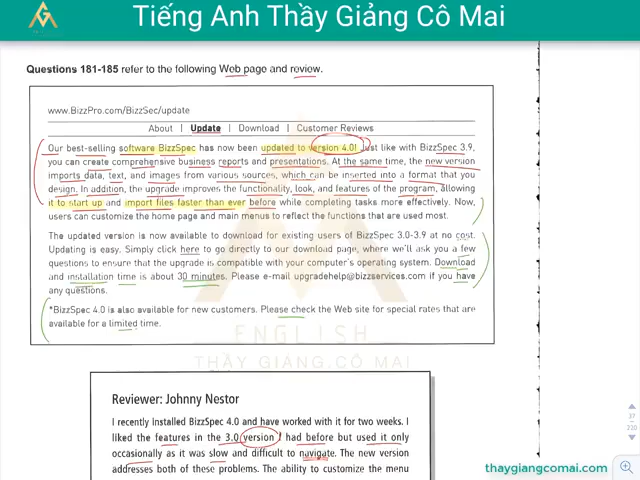 Tiếng Anh Thầy Giảng Cô Mai
Questions 181-185 refer to the following Web page and review.
www.BizzPro.com/BizzSec/update
About | Update | Download | Customer Reviews
Our best-selling software BizzSpec has now been updated to version 4.0! Just like with BizzSpec 3.9,
you can create comprehensive business reports and presentations. At the same time, the new version
imports data, text, and images from various sources, which can be inserted into a format that you
design. In addition, the upgrade improves the functionality, look, and features of the program, allowing
it to start up and import files faster than ever before while completing tasks more effectively. Now,
users can customize the home page and main menus to reflect the functions that are used most.
The updated version is now available to download for existing users of BizzSpec 3.0-3.9 at no cost.
Updating is easy. Simply click here to go directly to our download page, where we'll ask you a few
questions to ensure that the upgrade is compatible with your computer's operating system. Download
and installation time is about 30 minutes. Please e-mail upgradehelp@bizzservices.com if you have
any questions.
*BizzSpec 4.0 is also available for new customers. Please check the Web site for special rates that are
available for a limited time.
ENGLISH
THẦY GIẢNG.CÔ MAI
Reviewer: Johnny Nestor
I recently installed BizzSpec 4.0 and have worked with it for two weeks. I
liked the features in the 3.0 version I had before but used it only
occasionally as it was slow and difficult to navigate. The new version
addresses both of these problems. The ability to customize the menu
37
220
thaygiangcomai.com